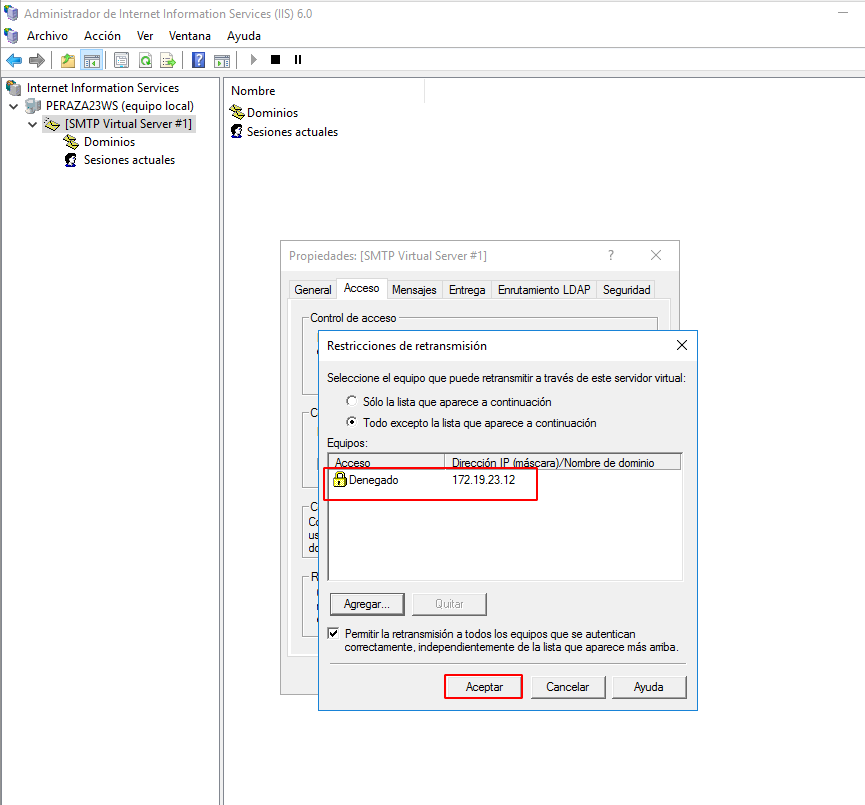 Administrador de Internet Information Services (IIS) 6.0
Archivo Acción Ver Ventana Ayuda
Internet Information Services
PERAZA23WS (equipo local)
[SMTP Virtual Server #1]
Dominios
Sesiones actuales
Nombre
Dominios
Sesiones actuales
Propiedades: [SMTP Virtual Server #1]
General Acceso Mensajes Entrega Enrutamiento LDAP Seguridad
Control de acceso
Restricciones de retransmisión
Seleccione el equipo que puede retransmitir a través de este servidor virtual:
Sólo la lista que aparece a continuación
Todo excepto la lista que aparece a continuación
Equipos:
Acceso Dirección IP (máscara)/Nombre de dominio
Denegado 172.19.23.12
Agregar... Quitar
Permitir la retransmisión a todos los equipos que se autentican
correctamente, independientemente de la lista que aparece más arriba.
Aceptar Cancelar Ayuda